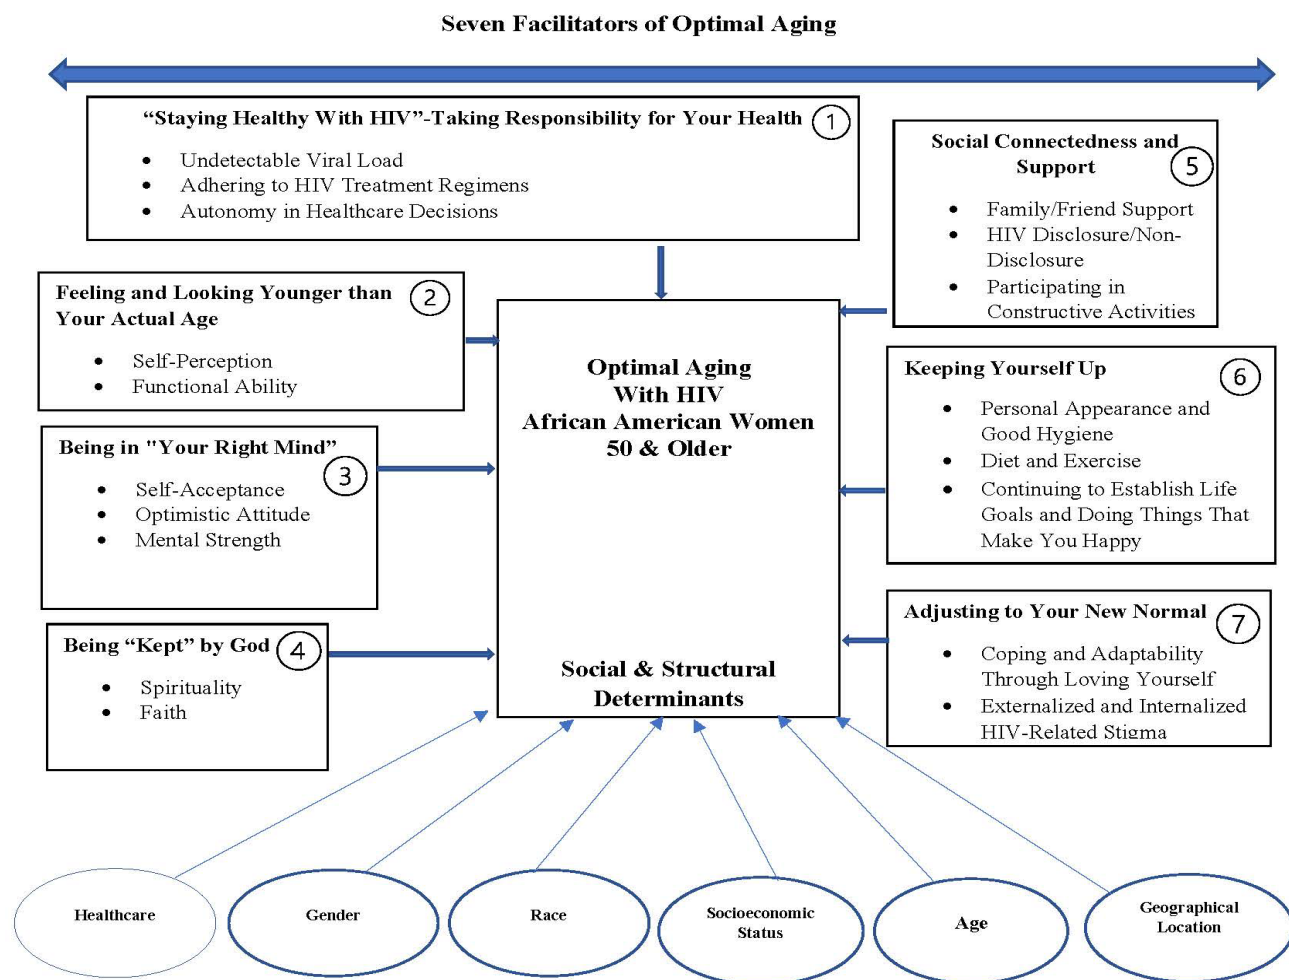 Seven Facilitators of Optimal Aging
“Staying Healthy With HIV”-Taking Responsibility for Your Health
1
• Undetectable Viral Load
• Adhering to HIV Treatment Regimens
• Autonomy in Healthcare Decisions
Feeling and Looking Younger than
Your Actual Age
2
• Self-Perception
• Functional Ability
Being in "Your Right Mind”
3
• Self-Acceptance
• Optimistic Attitude
• Mental Strength
Being “Kept” by God
4
• Spirituality
• Faith
Optimal Aging
With HIV
African American Women
50 & Older
Social & Structural
Determinants
Social Connectedness and
Support
5
• Family/Friend Support
• HIV Disclosure/Non-
Disclosure
• Participating in
Constructive Activities
Keeping Yourself Up
6
• Personal Appearance and
Good Hygiene
• Diet and Exercise
• Continuing to Establish Life
Goals and Doing Things That
Make You Happy
Adjusting to Your New Normal
7
• Coping and Adaptability
Through Loving Yourself
• Externalized and Internalized
HIV-Related Stigma
Healthcare
Gender
Race
Socioeconomic
Status
Age
Geographical
Location